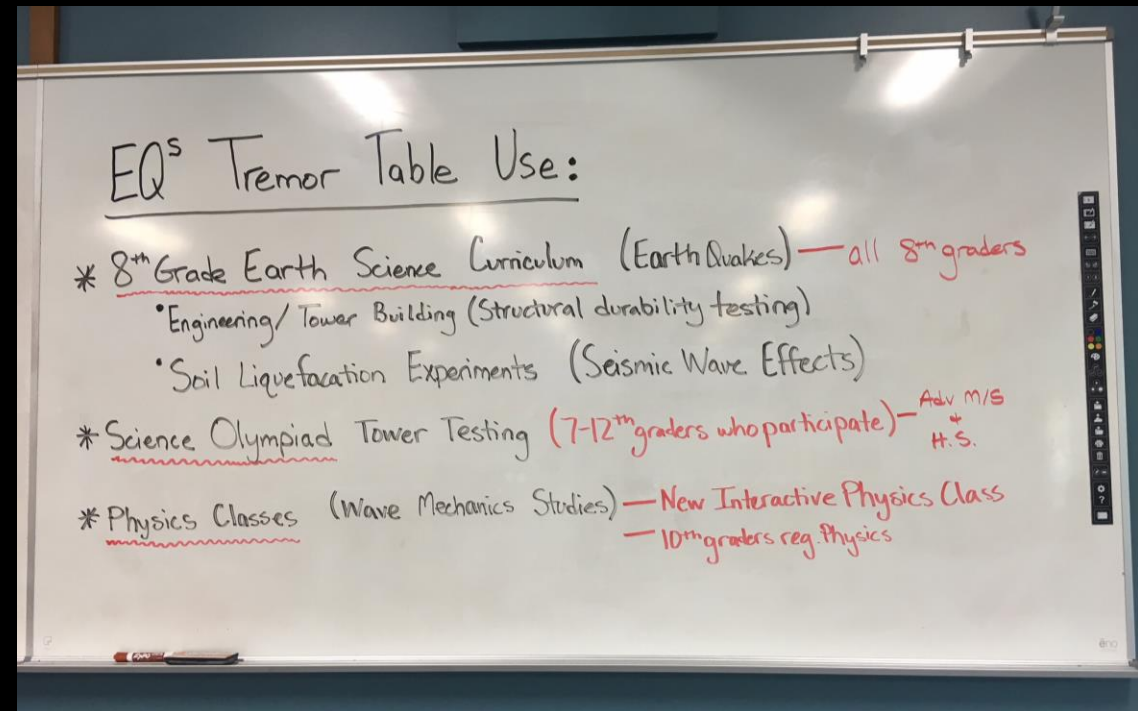 EQs Tremor Table Use:
* 8th Grade Earth Science Curriculum (EarthQuakes) — all 8th graders
• Engineering/Tower Building (Structural durability testing)
• Soil Liquefacation Experiments (Seismic Wave Effects)
* Science Olympiad Tower Testing (7-12th graders who participate) — Adv M/S + H.S.
* Physics Classes (Wave Mechanics Studies) — New Interactive Physics Class
— 10th graders reg. Physics
eno